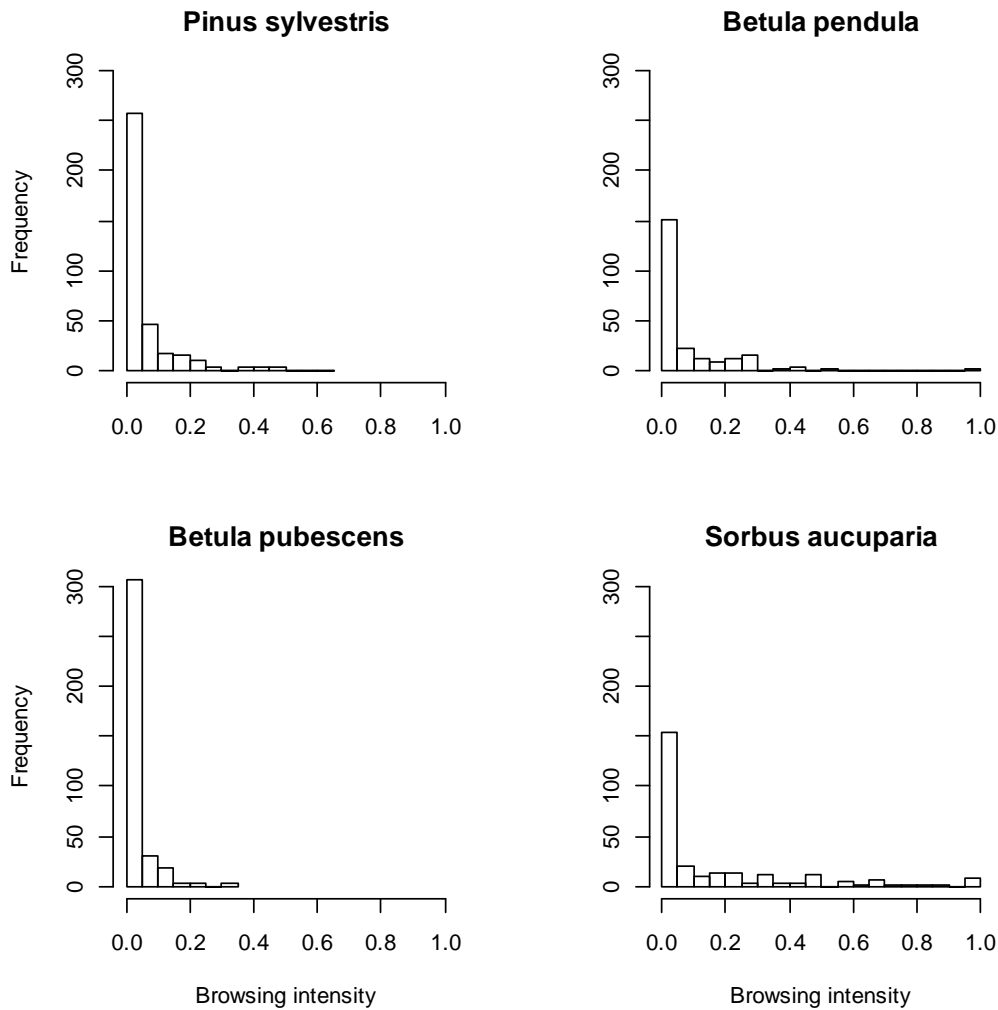 Pinus sylvestris
Frequency
300
200
100
50
0
0.0 0.2 0.4 0.6 0.8 1.0
Betula pendula
300
200
100
50
0
0.0 0.2 0.4 0.6 0.8 1.0
Betula pubescens
Frequency
300
200
100
50
0
0.0 0.2 0.4 0.6 0.8 1.0
Browsing intensity
Sorbus aucuparia
300
200
100
50
0
0.0 0.2 0.4 0.6 0.8 1.0
Browsing intensity